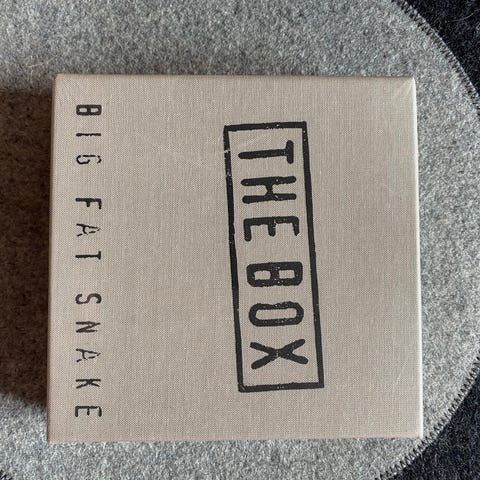 THE BOX
BIG FAT SNAKE